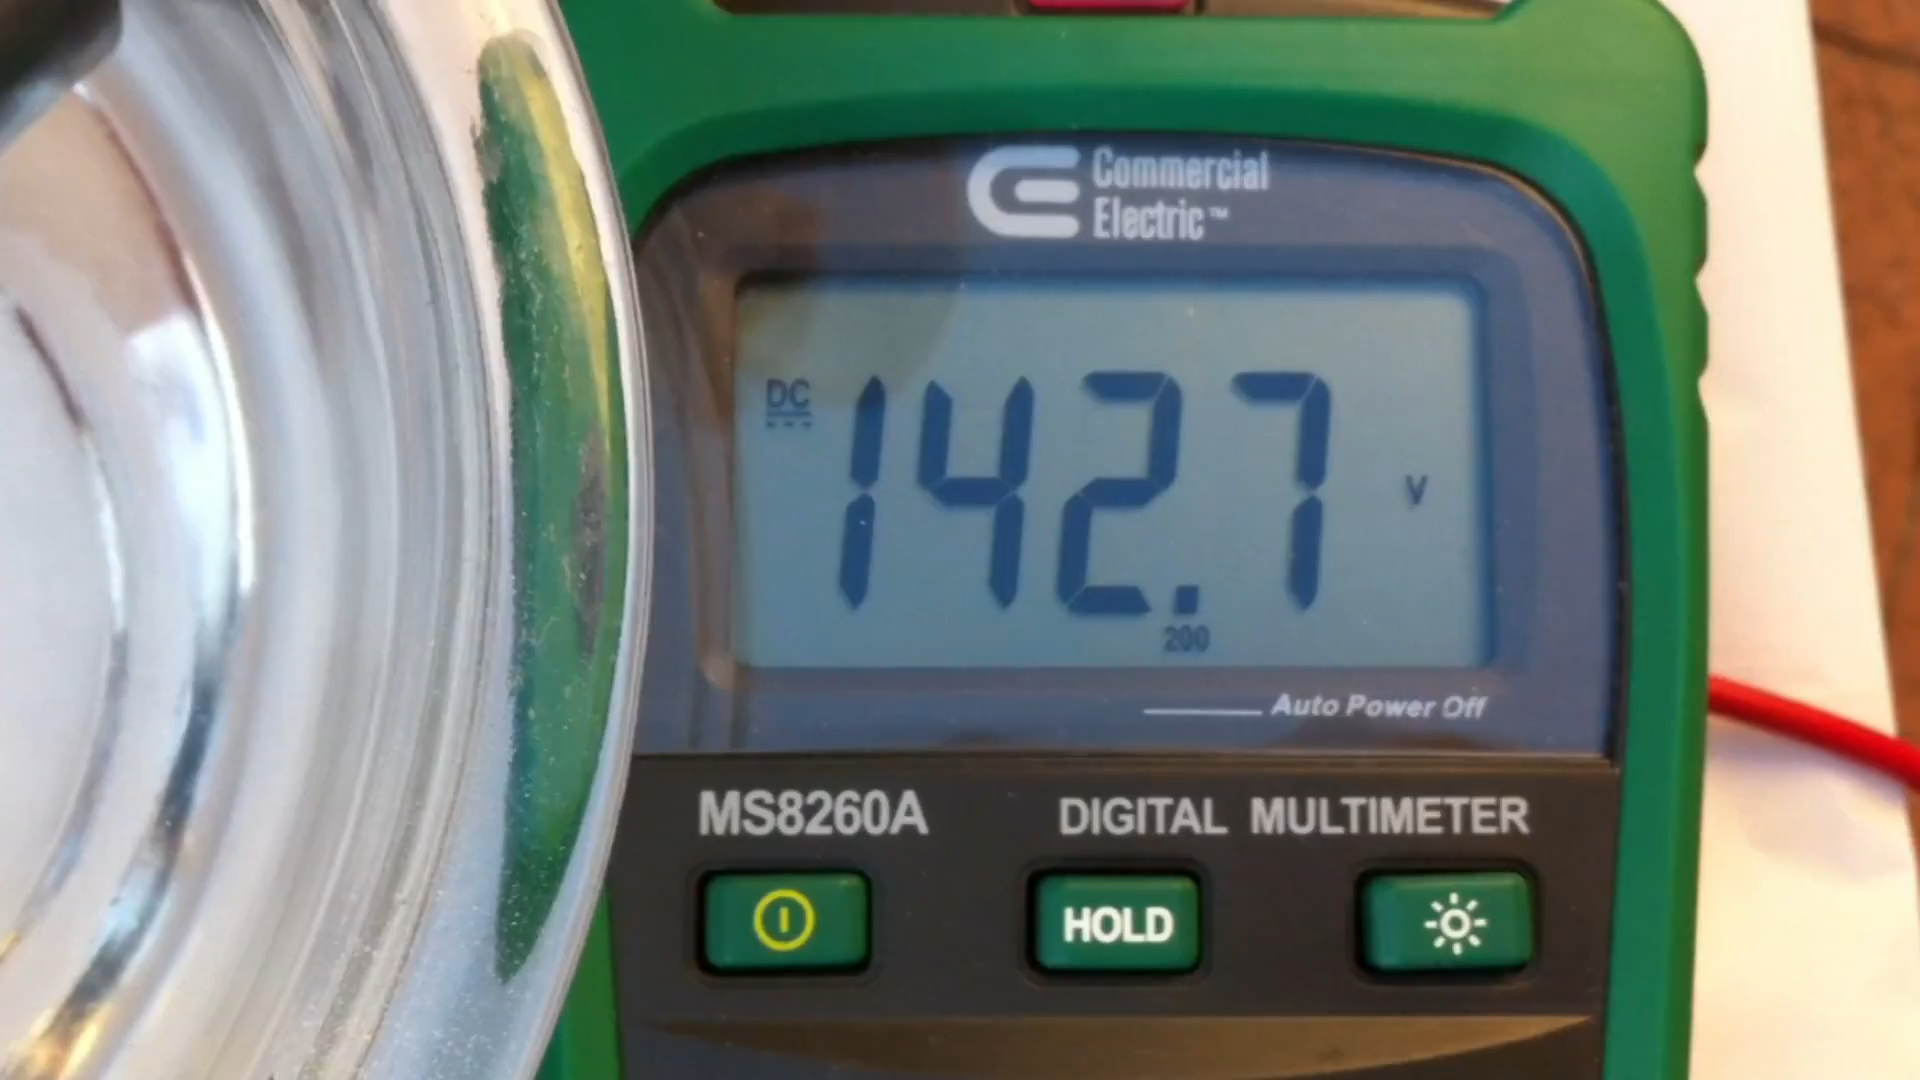 Commercial
Electric™
DC
142.7
V
200
Auto Power Off
MS8260A
DIGITAL MULTIMETER
HOLD